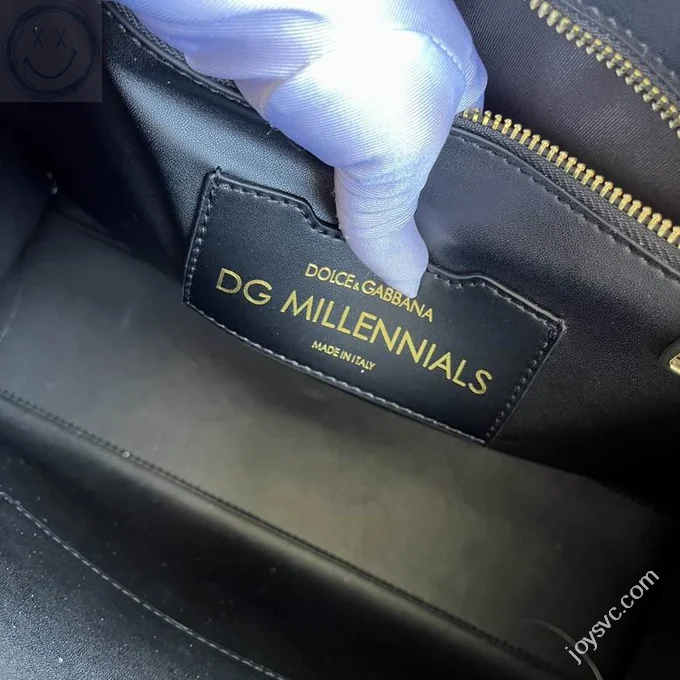 DOLCE&GABBANA
DG MILLENNIALS
MADE IN ITALY
joysvc.com